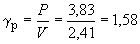 γр = P/V = 3,83/2,41 = 1,58